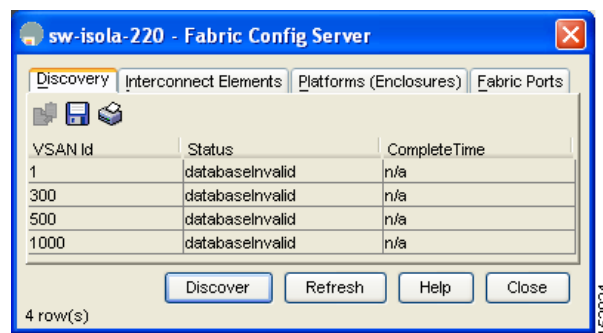 sw-isola-220 - Fabric Config Server
Discovery Interconnect Elements Platforms (Enclosures) Fabric Ports
VSAN Id Status CompleteTime
1 databaseInvalid n/a
300 databaseInvalid n/a
500 databaseInvalid n/a
1000 databaseInvalid n/a
Discover Refresh Help Close
4 row(s)